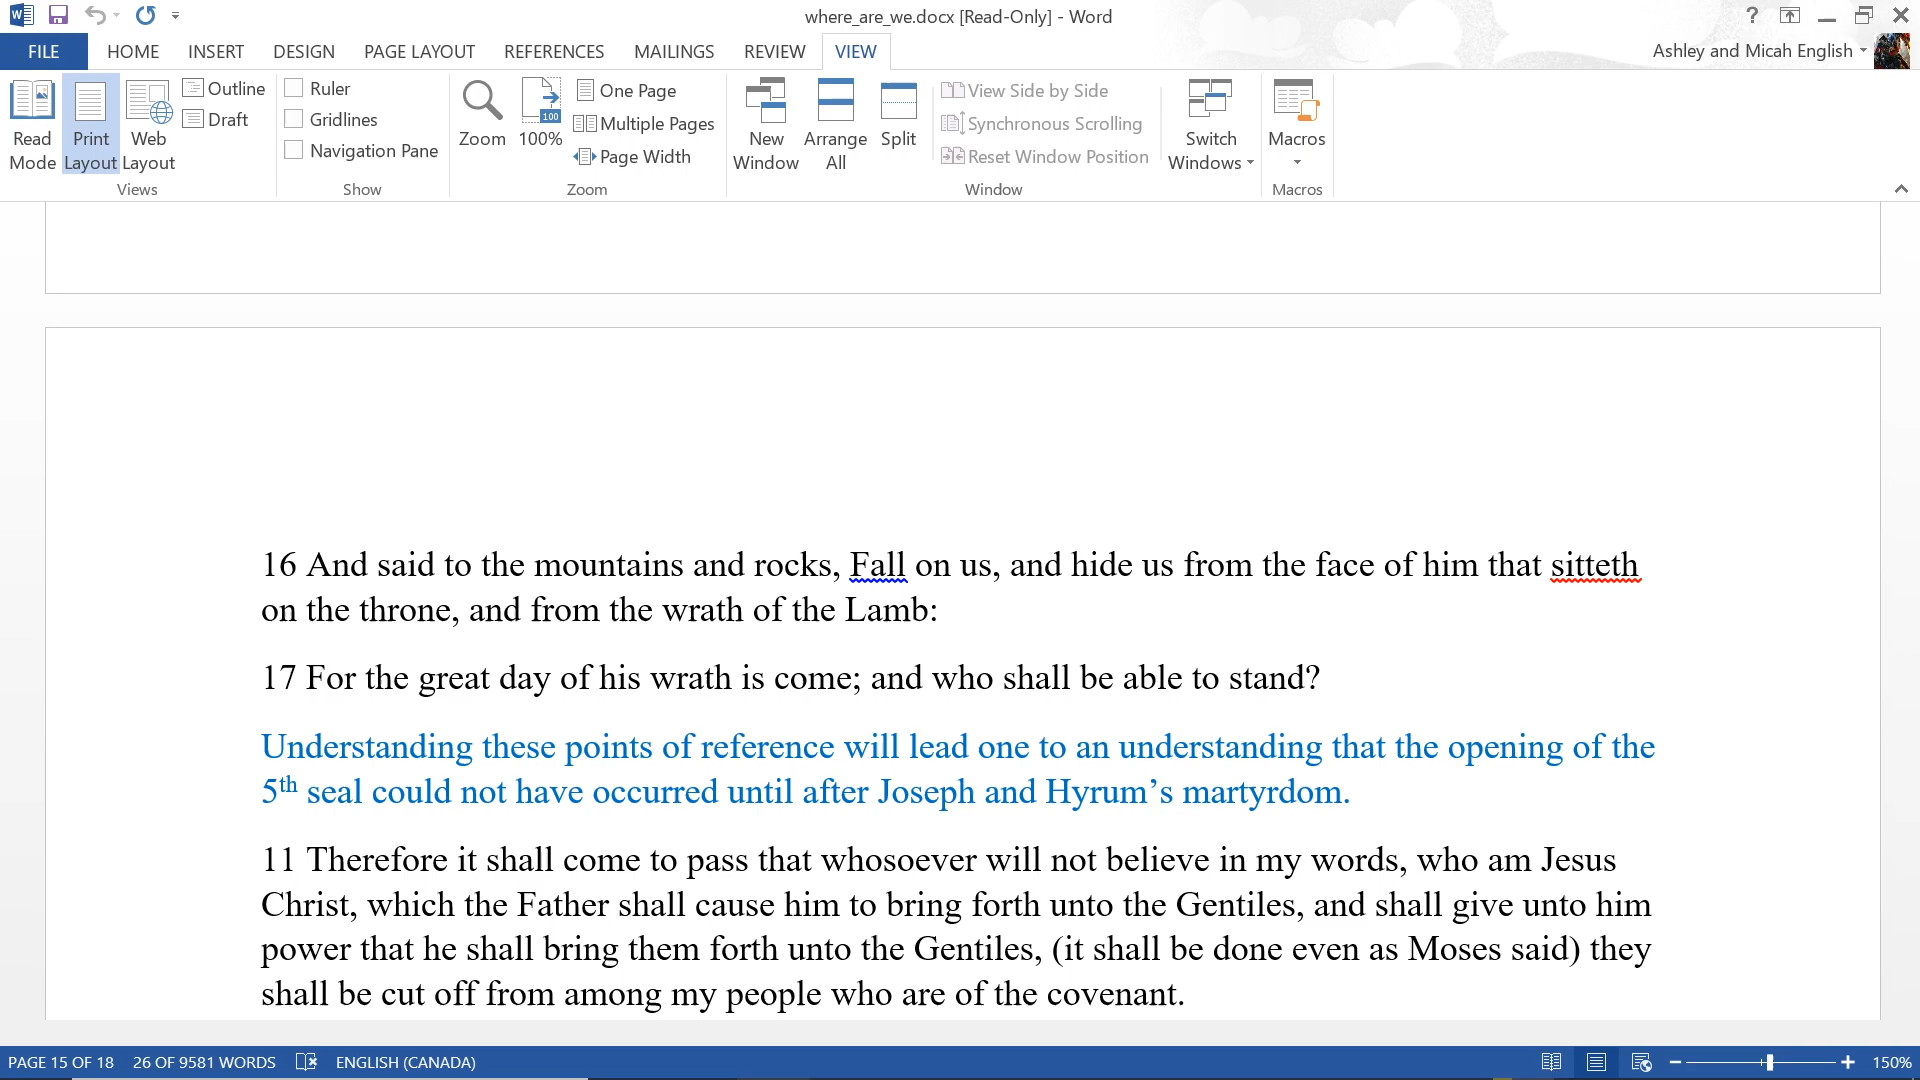 where_are_we.docx [Read-Only] - Word
?
FILE HOME INSERT DESIGN PAGE LAYOUT REFERENCES MAILINGS REVIEW VIEW Ashley and Micah English
Read Mode
Print Layout
Web Layout
Outline
Draft
Views
Ruler
Gridlines
Navigation Pane
Show
Zoom
100
100%
One Page
Multiple Pages
Page Width
Zoom
New Window
Arrange All
Split
View Side by Side
Synchronous Scrolling
Reset Window Position
Switch Windows
Window
Macros
Macros
16 And said to the mountains and rocks, Fall on us, and hide us from the face of him that sitteth
on the throne, and from the wrath of the Lamb:
17 For the great day of his wrath is come; and who shall be able to stand?
Understanding these points of reference will lead one to an understanding that the opening of the
5th seal could not have occurred until after Joseph and Hyrum’s martyrdom.
11 Therefore it shall come to pass that whosoever will not believe in my words, who am Jesus
Christ, which the Father shall cause him to bring forth unto the Gentiles, and shall give unto him
power that he shall bring them forth unto the Gentiles, (it shall be done even as Moses said) they
shall be cut off from among my people who are of the covenant.
PAGE 15 OF 18 26 OF 9581 WORDS ENGLISH (CANADA) 150%